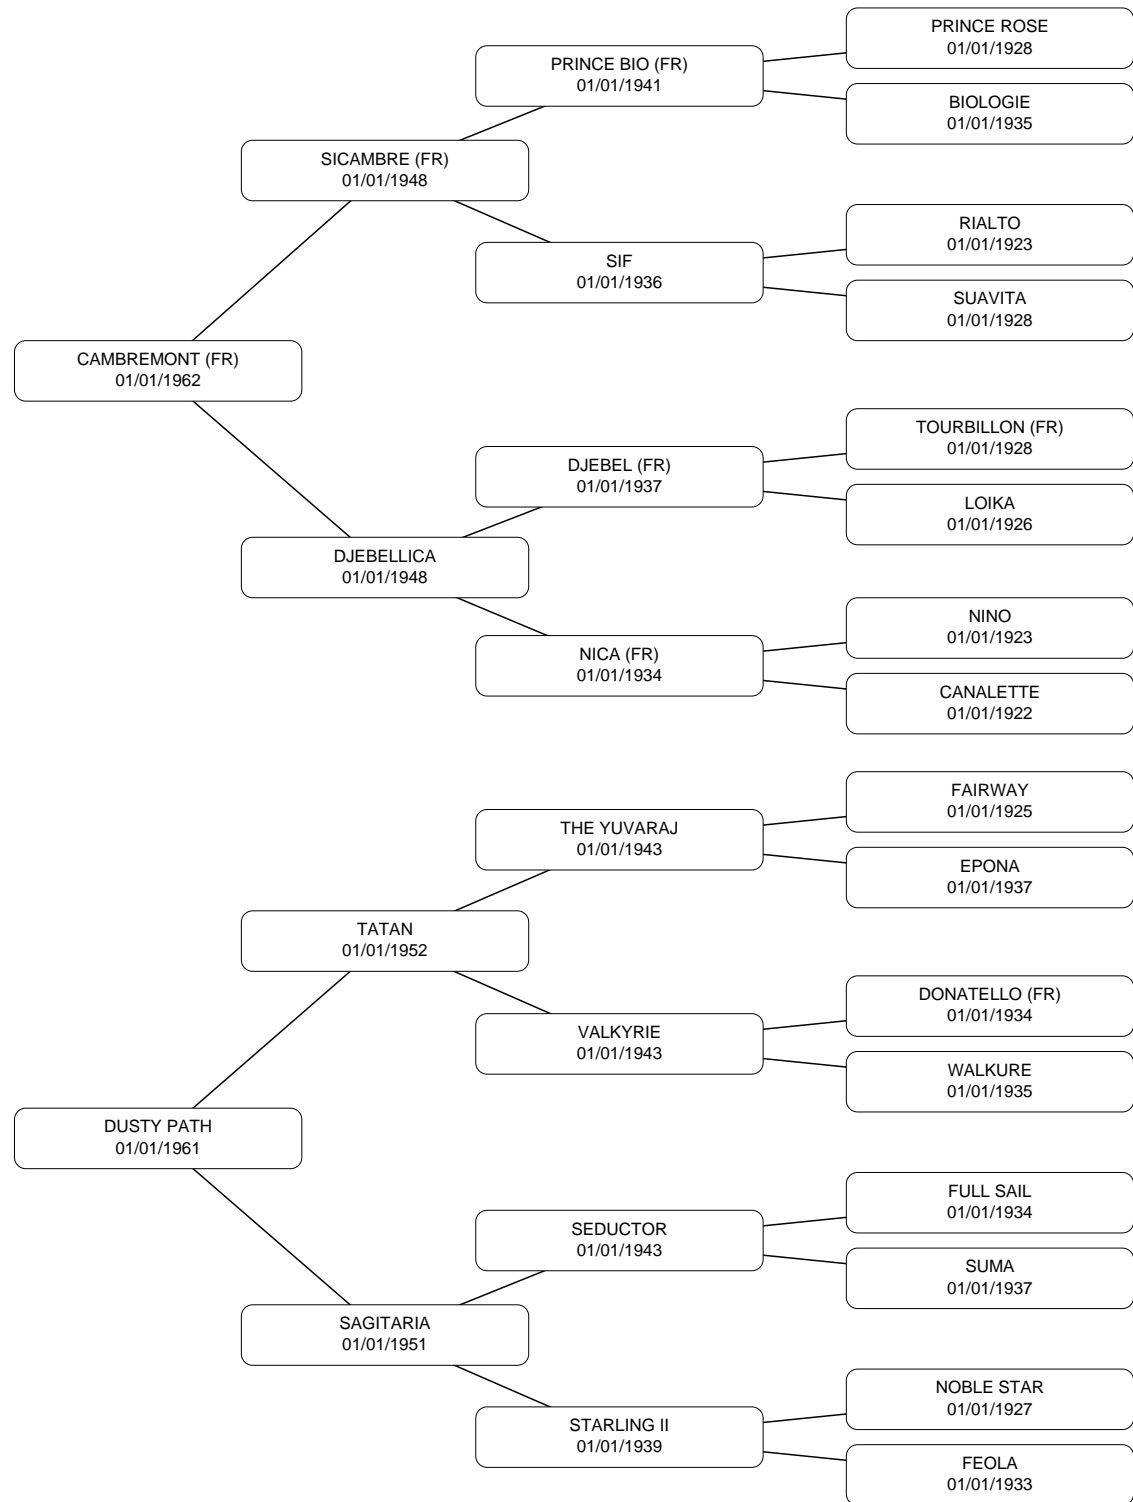 PRINCE ROSE
01/01/1928
PRINCE BIO (FR)
01/01/1941
BIOLOGIE
01/01/1935
SICAMBRE (FR)
01/01/1948
RIALTO
01/01/1923
SIF
01/01/1936
SUAVITA
01/01/1928
CAMBREMONT (FR)
01/01/1962
TOURBILLON (FR)
01/01/1928
DJEBEL (FR)
01/01/1937
LOIKA
01/01/1926
DJEBELLICA
01/01/1948
NINO
01/01/1923
NICA (FR)
01/01/1934
CANALETTE
01/01/1922
FAIRWAY
01/01/1925
THE YUVARAJ
01/01/1943
EPONA
01/01/1937
TATAN
01/01/1952
DONATELLO (FR)
01/01/1934
VALKYRIE
01/01/1943
WALKURE
01/01/1935
DUSTY PATH
01/01/1961
FULL SAIL
01/01/1934
SEDUCTOR
01/01/1943
SUMA
01/01/1937
SAGITARIA
01/01/1951
NOBLE STAR
01/01/1927
STARLING II
01/01/1939
FEOLA
01/01/1933